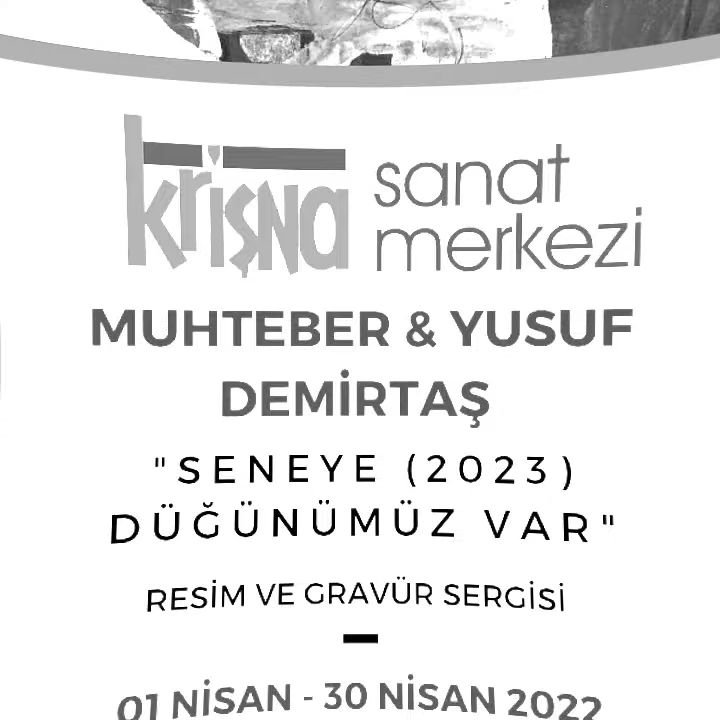 krişna sanat
merkezi
MUHTEBER & YUSUF
DEMİRTAŞ
"SENEYE (2023)
DÜĞÜNÜMÜZ VAR"
RESİM VE GRAVÜR SERGİSİ
01 NİSAN - 30 NİSAN 2022